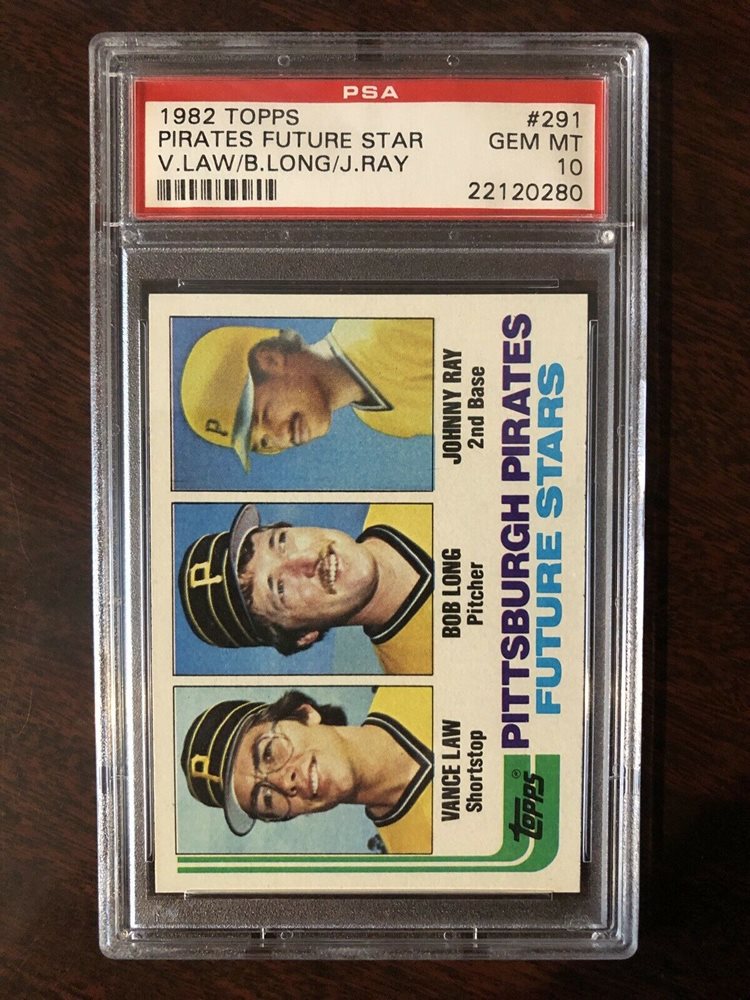 PSA
1982 TOPPS #291
PIRATES FUTURE STAR GEM MT
V.LAW/B.LONG/J.RAY 10
22120280
P
P
P
VANCE LAW
Shortstop
BOB LONG
Pitcher
JOHNNY RAY
2nd Base
TOPPS®
PITTSBURGH PIRATES
FUTURE STARS